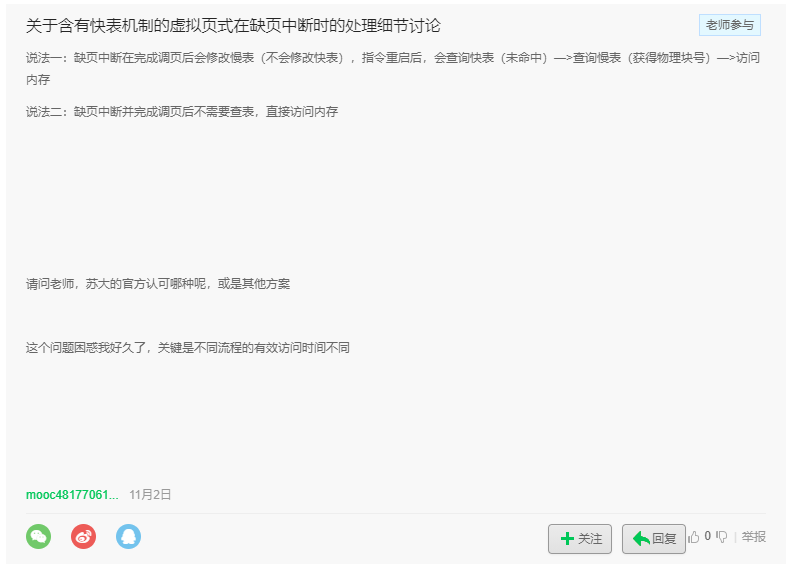 关于含有快表机制的虚拟页式在缺页中断时的处理细节讨论
老师参与
说法一：缺页中断在完成调页后会修改慢表（不会修改快表），指令重启后，会查询快表（未命中）—>查询慢表（获得物理块号）—>访问
内存
说法二：缺页中断并完成调页后不需要查表，直接访问内存
请问老师，苏大的官方认可哪种呢，或是其他方案
这个问题困惑我好久了，关键是不同流程的有效访问时间不同
mooc48177061... 11月2日
关注 回复 0 | 举报